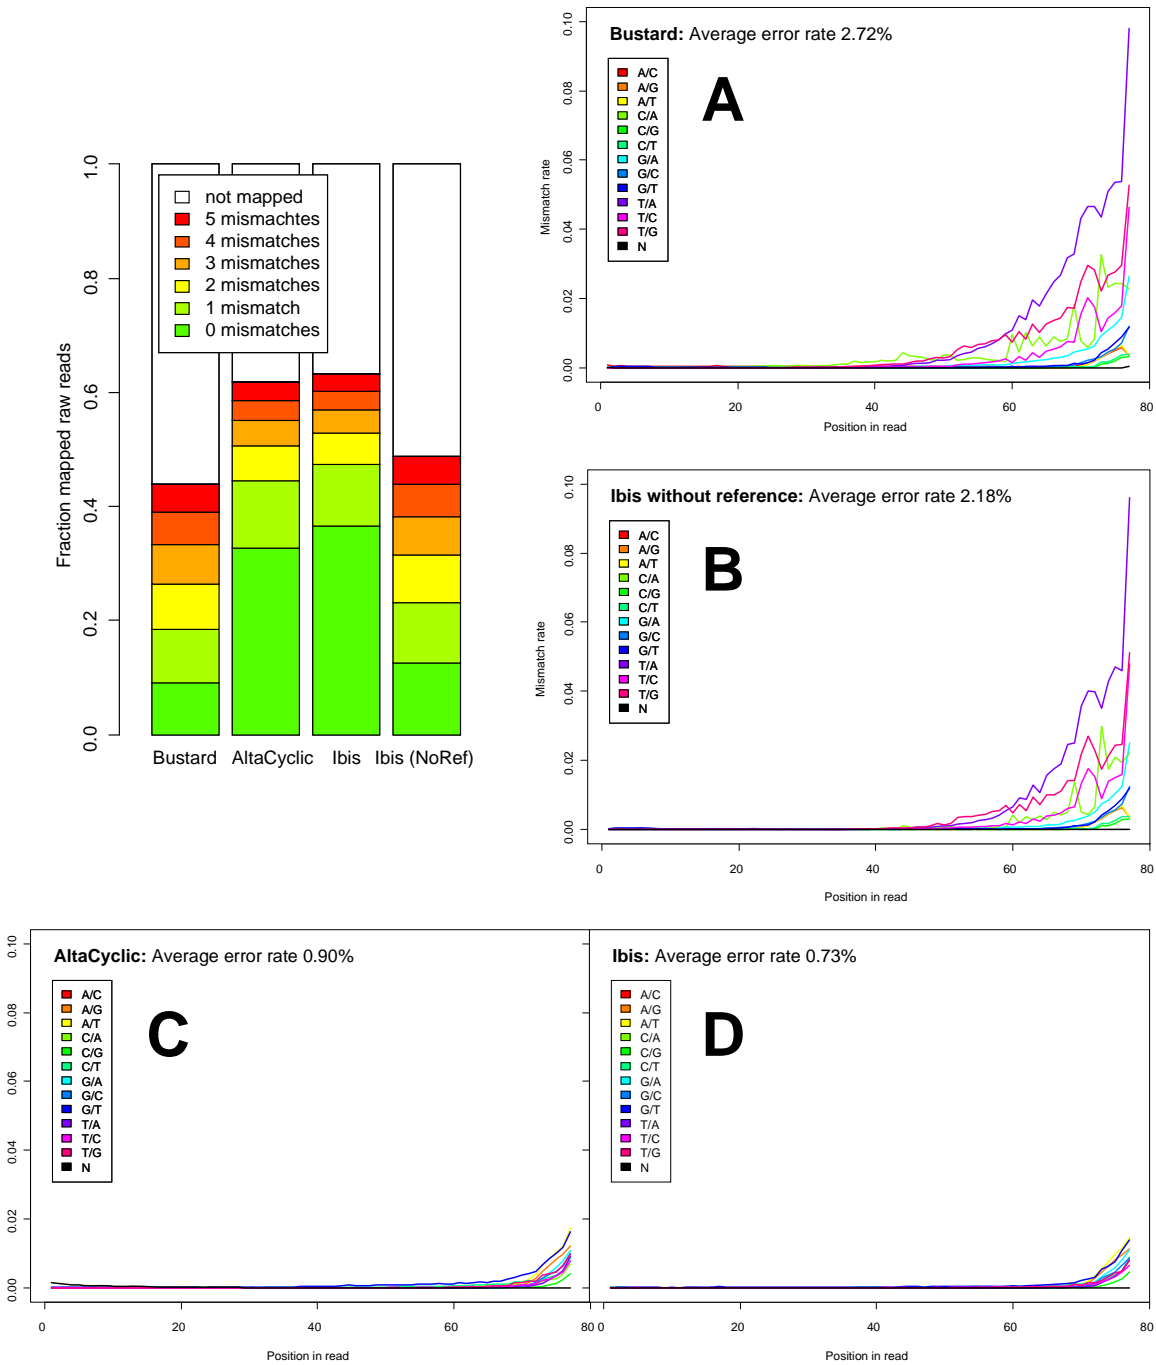 Fraction mapped raw reads
1.0
0.8
0.6
0.4
0.2
0.0
not mapped
5 mismachtes
4 mismatches
3 mismatches
2 mismatches
1 mismatch
0 mismatches
Bustard AltaCyclic Ibis Ibis (NoRef)
Bustard: Average error rate 2.72%
A
A/C
A/G
A/T
C/A
C/G
C/T
G/A
G/C
G/T
T/A
T/C
T/G
N
Mismatch rate
0.10
0.08
0.06
0.04
0.02
0.00
0 20 40 60 80
Position in read
Ibis without reference: Average error rate 2.18%
B
A/C
A/G
A/T
C/A
C/G
C/T
G/A
G/C
G/T
T/A
T/C
T/G
N
Mismatch rate
0.10
0.08
0.06
0.04
0.02
0.00
0 20 40 60 80
Position in read
AltaCyclic: Average error rate 0.90%
C
A/C
A/G
A/T
C/A
C/G
C/T
G/A
G/C
G/T
T/A
T/C
T/G
N
0.10
0.08
0.06
0.04
0.02
0.00
0 20 40 60 80
Position in read
Ibis: Average error rate 0.73%
D
A/C
A/G
A/T
C/A
C/G
C/T
G/A
G/C
G/T
T/A
T/C
T/G
N
0 20 40 60 80
Position in read